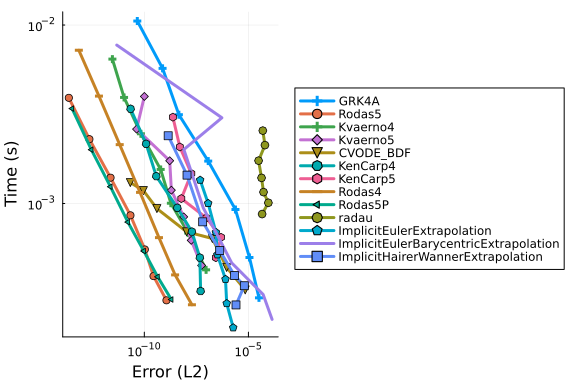 10⁻²
10⁻³
Time (s)
10⁻¹⁰
10⁻⁵
Error (L2)
GRK4A
Rodas5
Kvaerno4
Kvaerno5
CVODE_BDF
KenCarp4
KenCarp5
Rodas4
Rodas5P
radau
ImplicitEulerExtrapolation
ImplicitEulerBarycentricExtrapolation
ImplicitHairerWannerExtrapolation